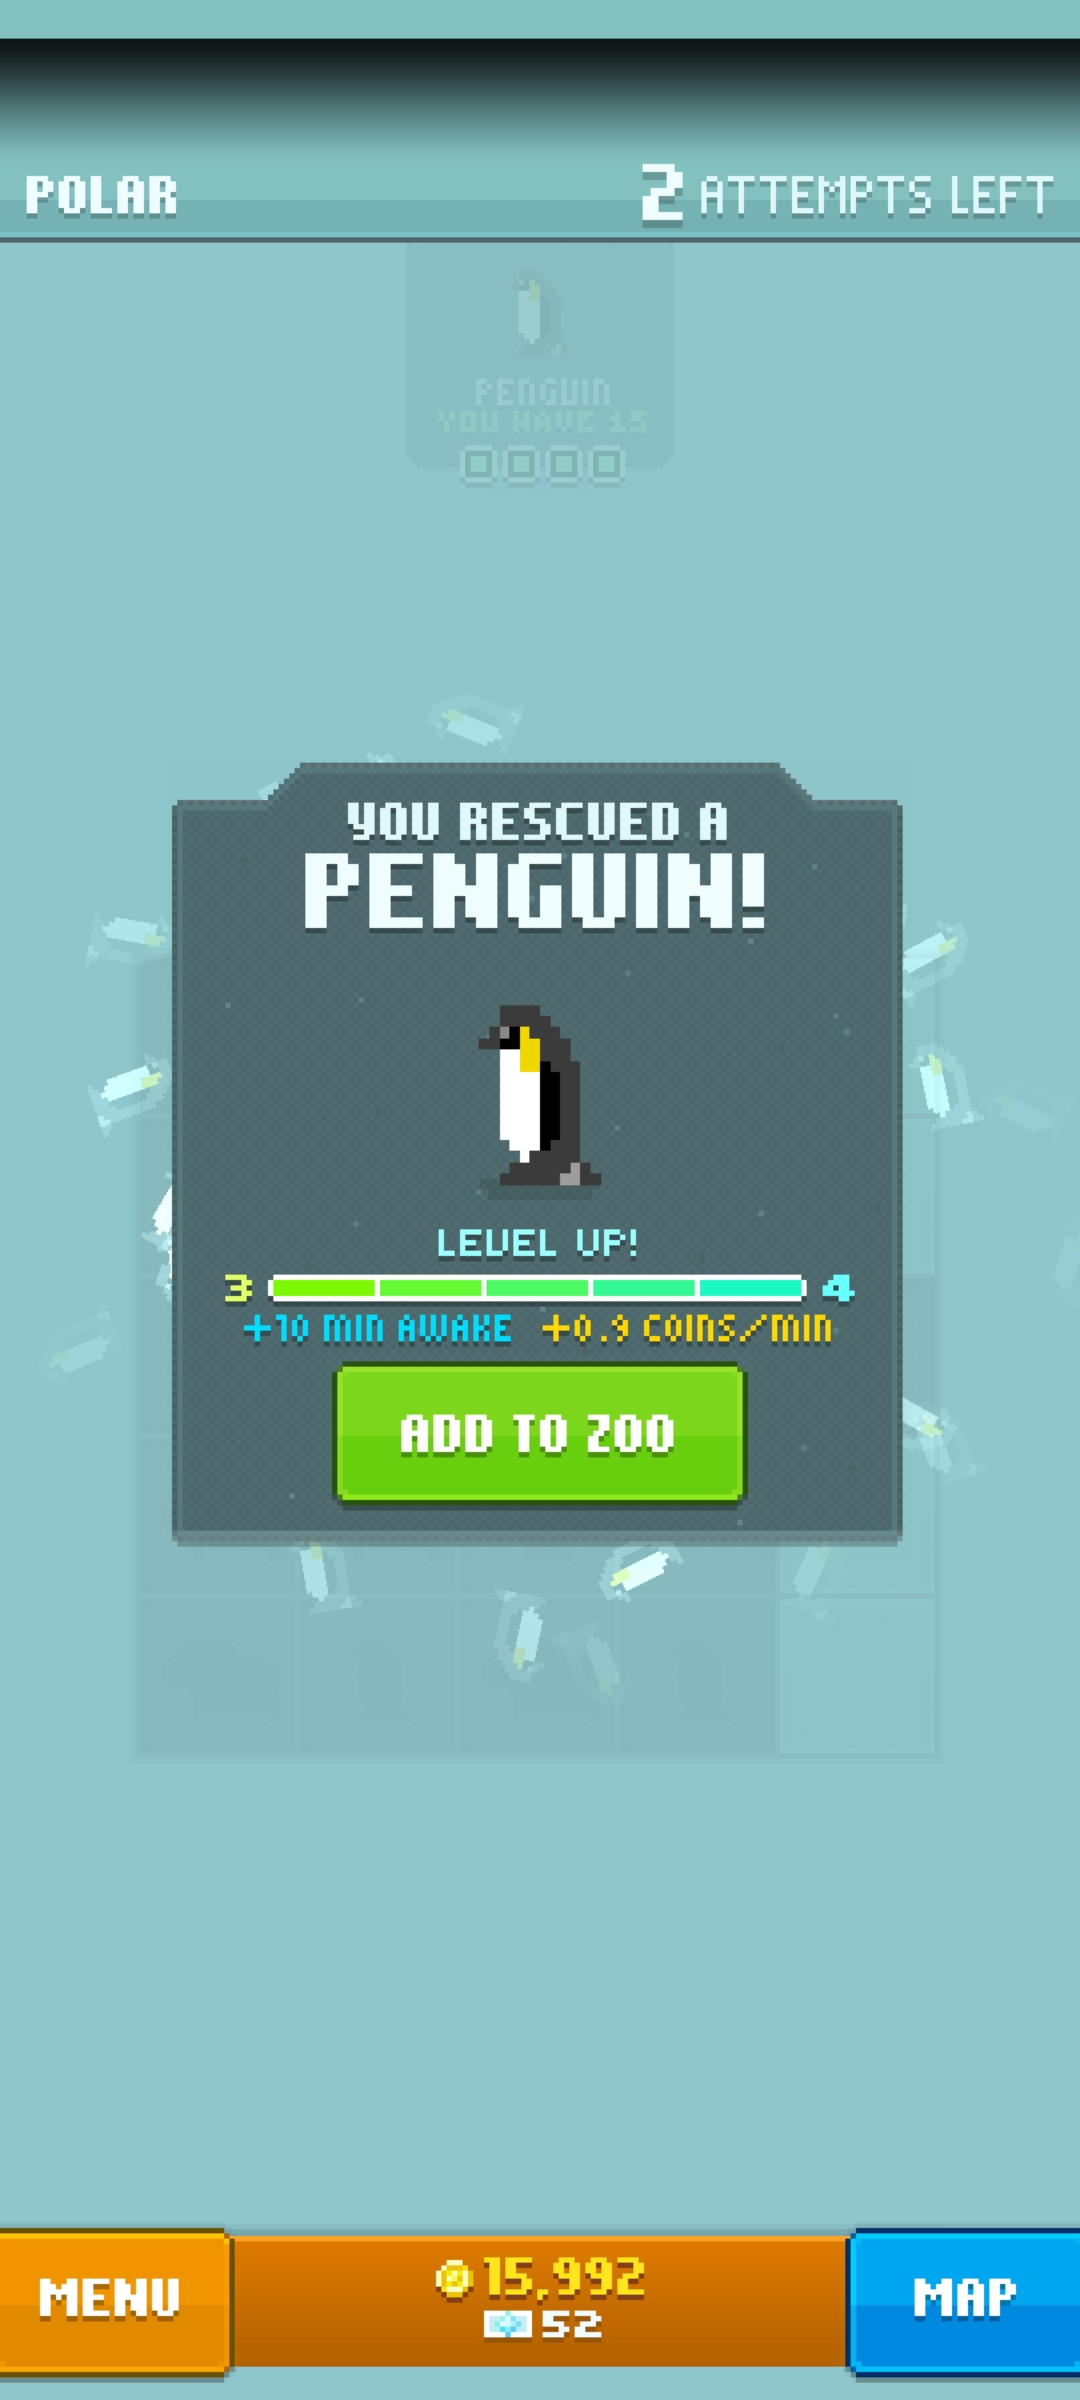 POLAR
2 ATTEMPTS LEFT
PENGUIN
YOU HAVE 15
YOU RESCUED A
PENGUIN!
LEVEL UP!
3 4
+10 MIN AWAKE +0.9 COINS/MIN
ADD TO ZOO
MENU
15,992
52
MAP